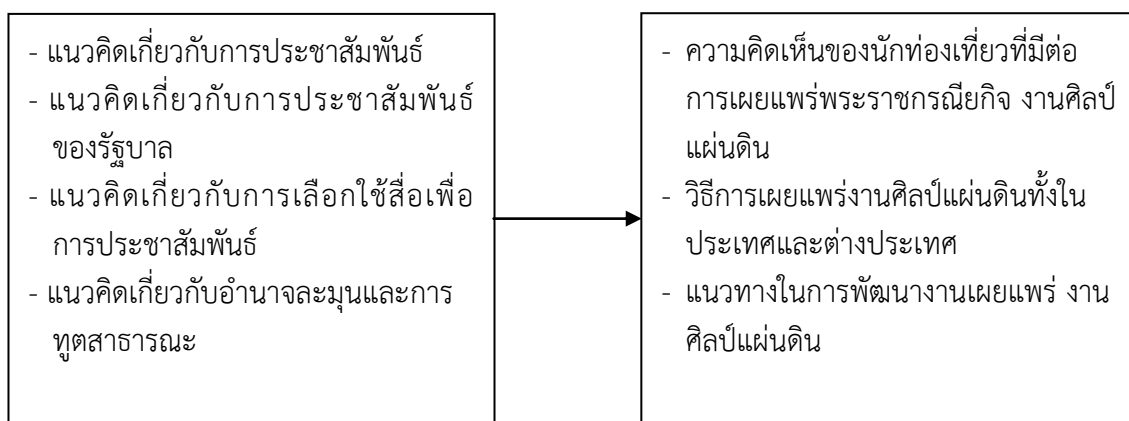 - แนวคิดเกี่ยวกับการประชาสัมพันธ์
- แนวคิดเกี่ยวกับการประชาสัมพันธ์
ของรัฐบาล
- แนวคิดเกี่ยวกับการเลือกใช้สื่อเพื่อ
การประชาสัมพันธ์
- แนวคิดเกี่ยวกับอำนาจละมุนและการ
ทูตสาธารณะ
- ความคิดเห็นของนักท่องเที่ยวที่มีต่อ
การเผยแพร่พระราชกรณียกิจ งานศิลป์
แผ่นดิน
- วิธีการเผยแพร่งานศิลป์แผ่นดินทั้งใน
ประเทศและต่างประเทศ
- แนวทางในการพัฒนางานเผยแพร่ งาน
ศิลป์แผ่นดิน